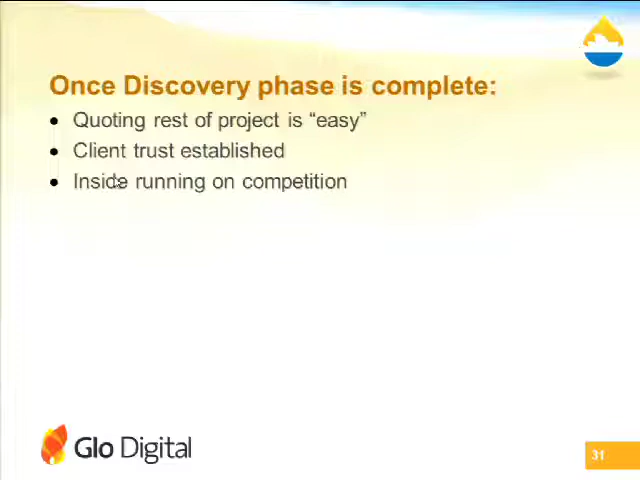 Once Discovery phase is complete:
• Quoting rest of project is “easy”
• Client trust established
• Inside running on competition
Glo Digital
31